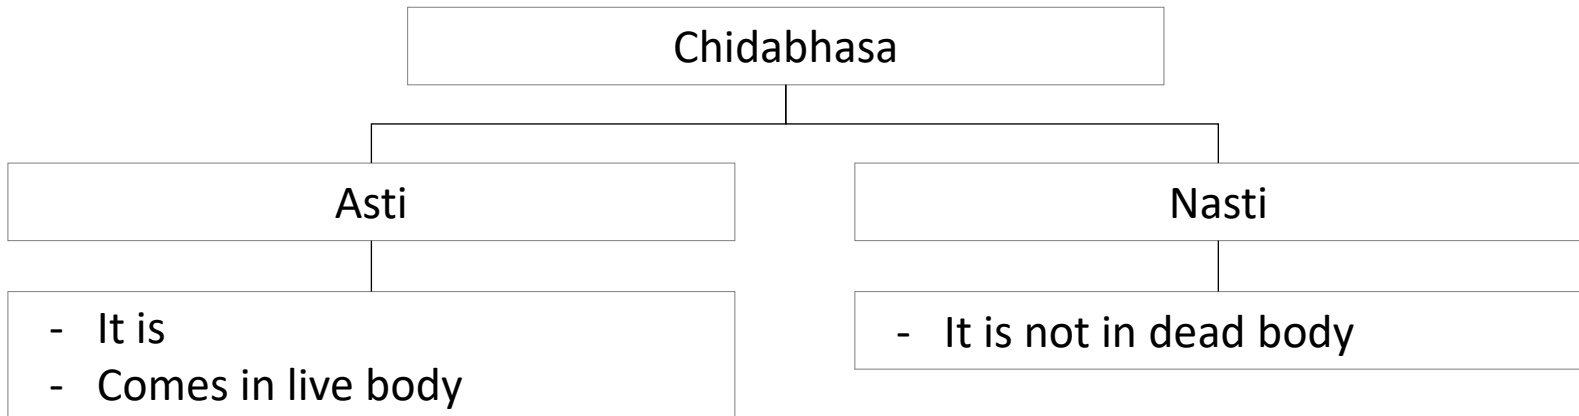 Chidabhasa
Asti
Nasti
- It is
- Comes in live body
- It is not in dead body